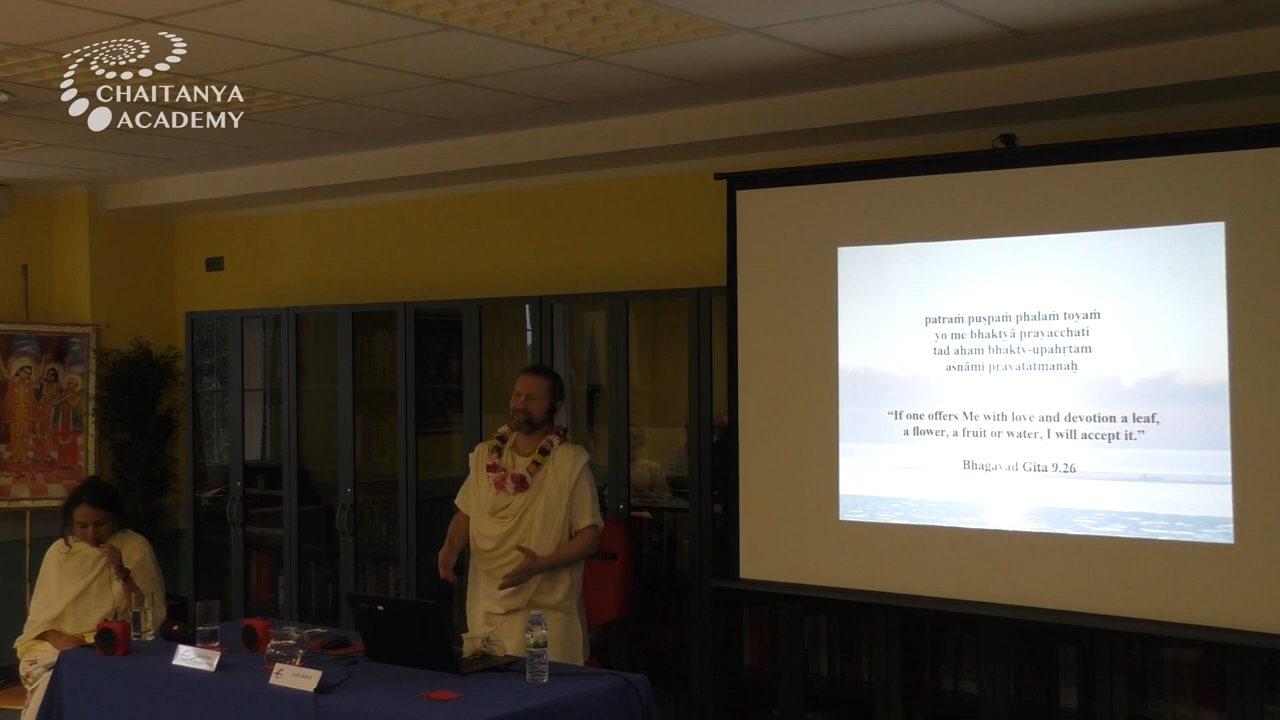 CHAITANYA
ACADEMY
patraṁ puṣpaṁ phalaṁ toyaṁ
yo me bhaktyā prayacchati
tad ahaṁ bhakty-upahṛtam
aśnāmi prayatātmanaḥ
“If one offers Me with love and devotion a leaf,
a flower, a fruit or water, I will accept it.”
Bhagavad Gita 9.26